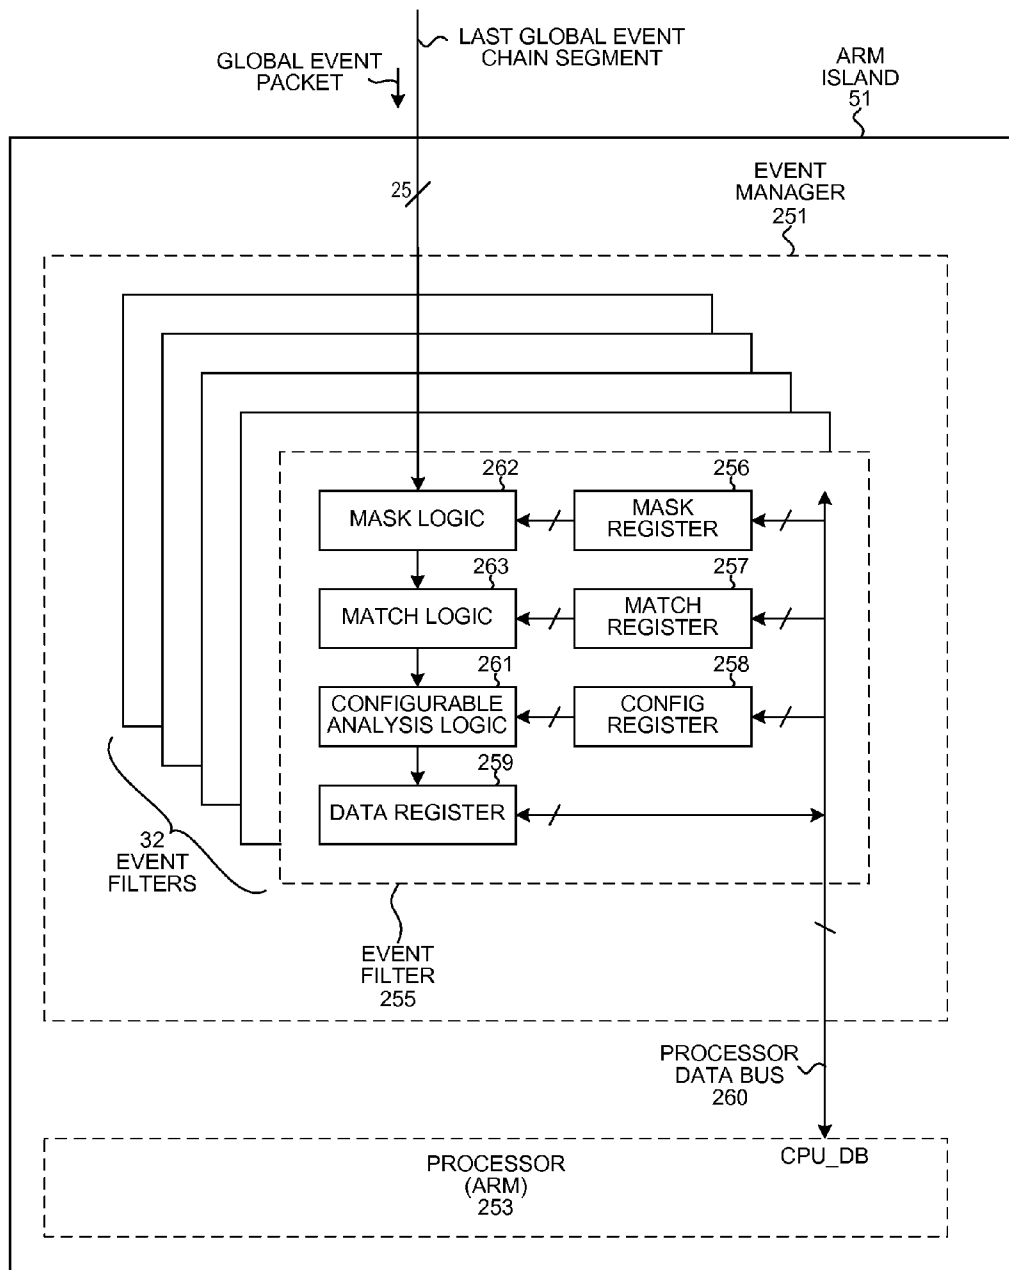 LAST GLOBAL EVENT
CHAIN SEGMENT
GLOBAL EVENT
PACKET
ARM
ISLAND
51
25
EVENT
MANAGER
251
262
MASK LOGIC
256
MASK
REGISTER
263
MATCH LOGIC
257
MATCH
REGISTER
261
CONFIGURABLE
ANALYSIS LOGIC
258
CONFIG
REGISTER
259
DATA REGISTER
32
EVENT
FILTERS
EVENT
FILTER
255
PROCESSOR
DATA BUS
260
CPU_DB
PROCESSOR
(ARM)
253